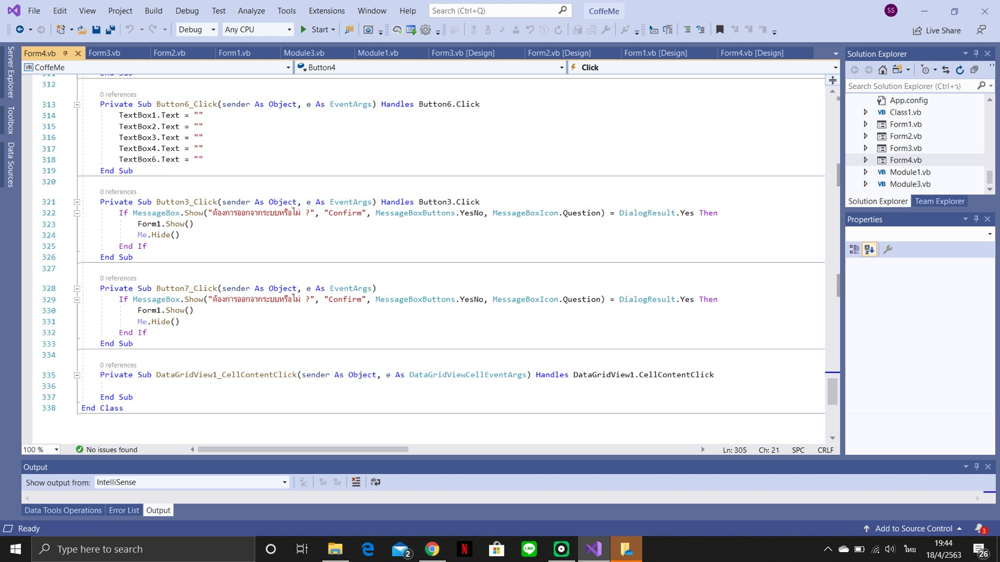 File Edit View Project Build Debug Test Analyze Tools Extensions Window Help Search (Ctrl+Q) CoffeMe SS
Debug Any CPU Start Live Share
Form4.vb Form3.vb Form2.vb Form1.vb Module3.vb Module1.vb Form3.vb [Design] Form2.vb [Design] Form1.vb [Design] Form4.vb [Design]
CoffeMe Button4 Click
Server Explorer
Toolbox
Data Sources
311 End Sub
312
0 references
313 Private Sub Button6_Click(sender As Object, e As EventArgs) Handles Button6.Click
314 TextBox1.Text = ""
315 TextBox2.Text = ""
316 TextBox3.Text = ""
317 TextBox4.Text = ""
318 TextBox6.Text = ""
319 End Sub
320
0 references
321 Private Sub Button3_Click(sender As Object, e As EventArgs) Handles Button3.Click
322 If MessageBox.Show("ต้องการออกจากระบบหรือไม่ ?", "Confirm", MessageBoxButtons.YesNo, MessageBoxIcon.Question) = DialogResult.Yes Then
323 Form1.Show()
324 Me.Hide()
325 End If
326 End Sub
327
0 references
328 Private Sub Button7_Click(sender As Object, e As EventArgs)
329 If MessageBox.Show("ต้องการออกจากระบบหรือไม่ ?", "Confirm", MessageBoxButtons.YesNo, MessageBoxIcon.Question) = DialogResult.Yes Then
330 Form1.Show()
331 Me.Hide()
332 End If
333 End Sub
334
0 references
335 Private Sub DataGridView1_CellContentClick(sender As Object, e As DataGridViewCellEventArgs) Handles DataGridView1.CellContentClick
336
337 End Sub
338 End Class
100 % No issues found Ln: 305 Ch: 21 SPC CRLF
Solution Explorer
Search Solution Explorer (Ctrl+ว)
App.config
VB Class1.vb
Form1.vb
Form2.vb
Form3.vb
Form4.vb
VB Module1.vb
VB Module3.vb
Solution Explorer Team Explorer
Properties
Output
Show output from: IntelliSense
Data Tools Operations Error List Output
Ready Add to Source Control 3
Type here to search 2 N LINE ไทย 19:44
18/4/2563 26